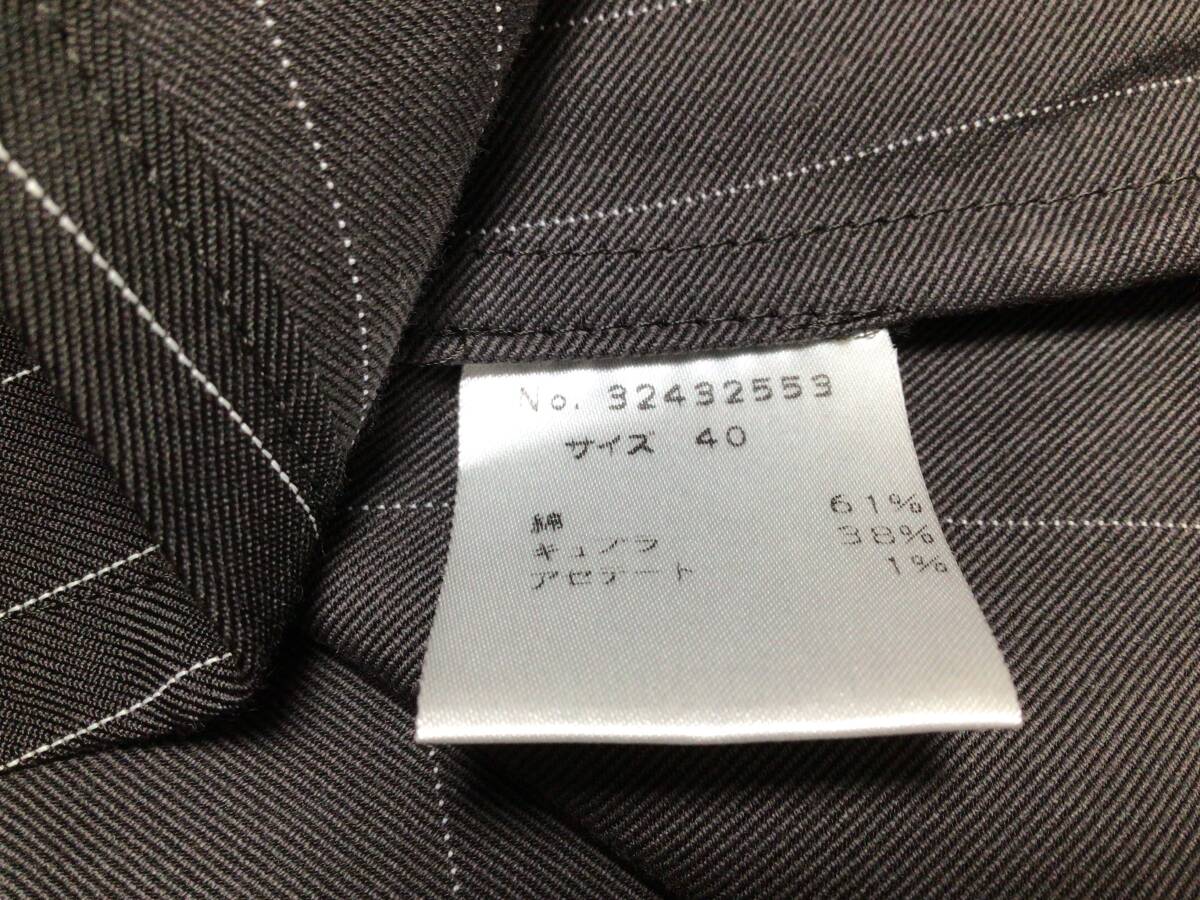 No. 32432553
サイズ 40
綿 61%
キュプラ 38%
アセテート 1%